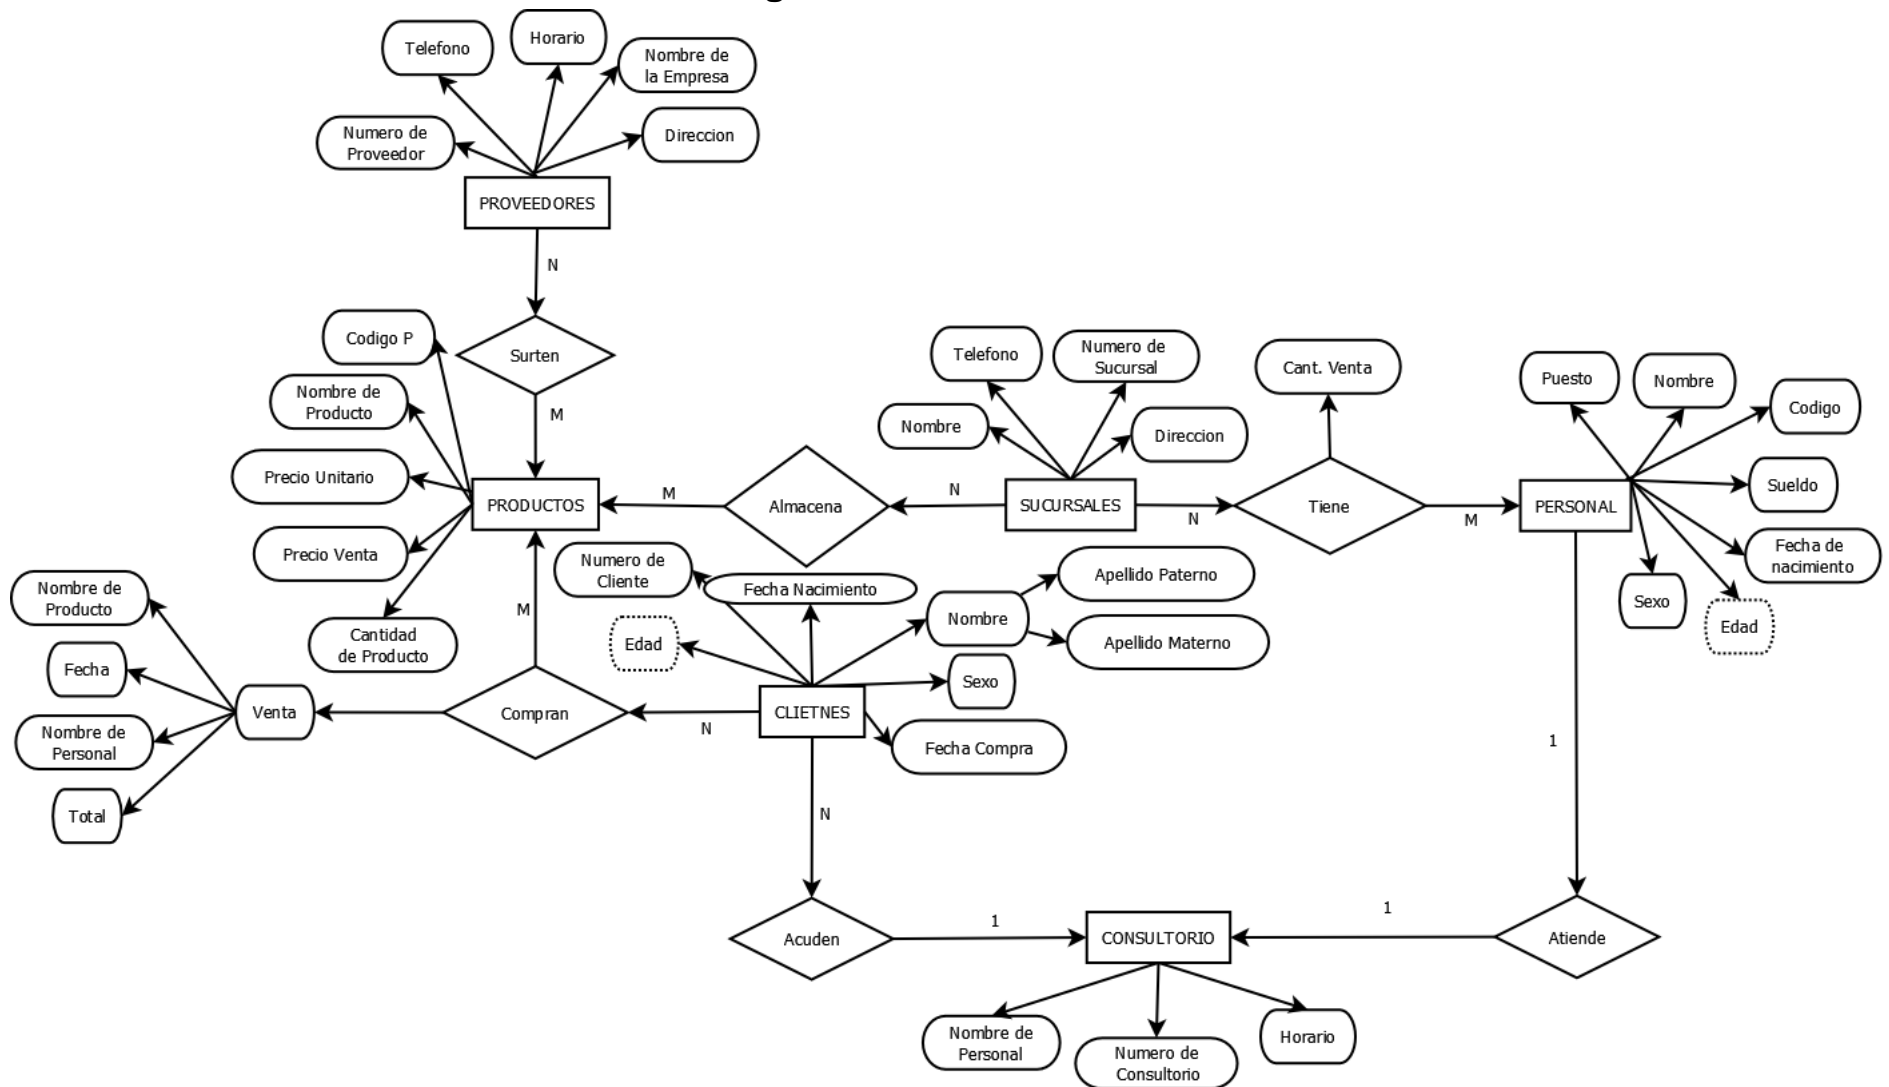 g
Telefono
Horario
Nombre de
la Empresa
Numero de
Proveedor
Direccion
PROVEEDORES
N
Surten
M
Codigo P
Nombre de
Producto
Precio Unitario
Precio Venta
Cantidad
de Producto
PRODUCTOS
M
Almacena
N
Telefono
Numero de
Sucursal
Nombre
Direccion
SUCURSALES
N
Cant. Venta
Tiene
M
Puesto
Nombre
Codigo
Sueldo
Fecha de
nacimiento
Sexo
Edad
PERSONAL
Numero de
Cliente
Fecha Nacimiento
Edad
Nombre
Apellido Paterno
Apellido Materno
Sexo
Fecha Compra
CLIETNES
N
Compran
M
Venta
Nombre de
Producto
Fecha
Nombre de
Personal
Total
N
Acuden
1
CONSULTORIO
1
Atiende
1
Nombre de
Personal
Numero de
Consultorio
Horario